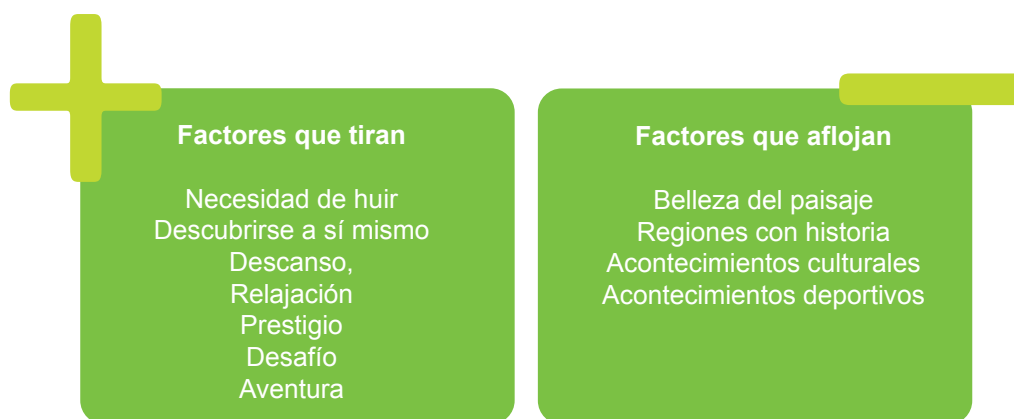 Factores que tiran
Necesidad de huir
Descubrirse a sí mismo
Descanso,
Relajación
Prestigio
Desafío
Aventura
Factores que aflojan
Belleza del paisaje
Regiones con historia
Acontecimientos culturales
Acontecimientos deportivos